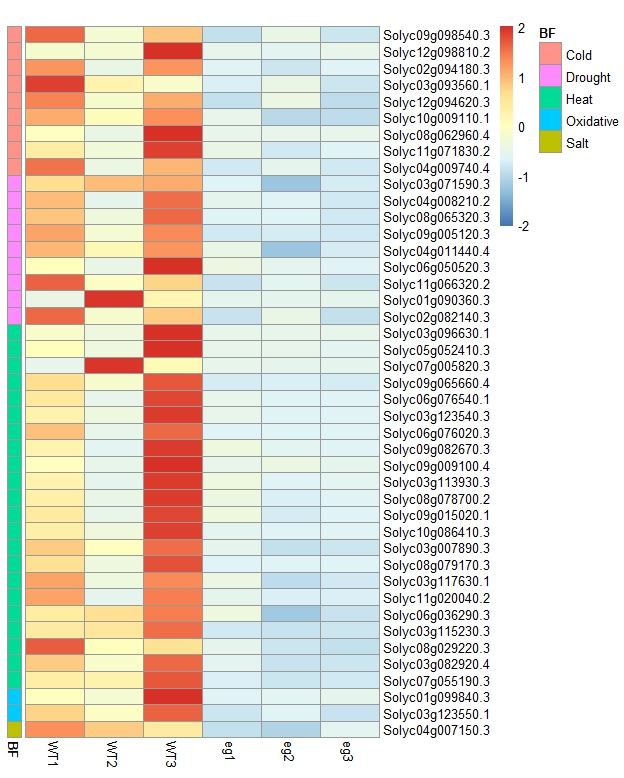 Solyc09g098540.3
Solyc12g098810.2
Solyc02g094180.3
Solyc03g093560.1
Solyc12g094620.3
Solyc10g009110.1
Solyc08g062960.4
Solyc11g071830.2
Solyc04g009740.4
Solyc03g071590.3
Solyc04g008210.2
Solyc08g065320.3
Solyc09g005120.3
Solyc04g011440.4
Solyc06g050520.3
Solyc11g066320.2
Solyc01g090360.3
Solyc02g082140.3
Solyc03g096630.1
Solyc05g052410.3
Solyc07g005820.3
Solyc09g065660.4
Solyc06g076540.1
Solyc03g123540.3
Solyc06g076020.3
Solyc09g082670.3
Solyc09g009100.4
Solyc03g113930.3
Solyc08g078700.2
Solyc09g015020.1
Solyc10g086410.3
Solyc03g007890.3
Solyc08g079170.3
Solyc03g117630.1
Solyc11g020040.2
Solyc06g036290.3
Solyc03g115230.3
Solyc08g029220.3
Solyc03g082920.4
Solyc07g055190.3
Solyc01g099840.3
Solyc03g123550.1
Solyc04g007150.3
BF
WT1
WT2
WT3
eg1
eg2
eg3
2
1
0
-1
-2
BF
Cold
Drought
Heat
Oxidative
Salt